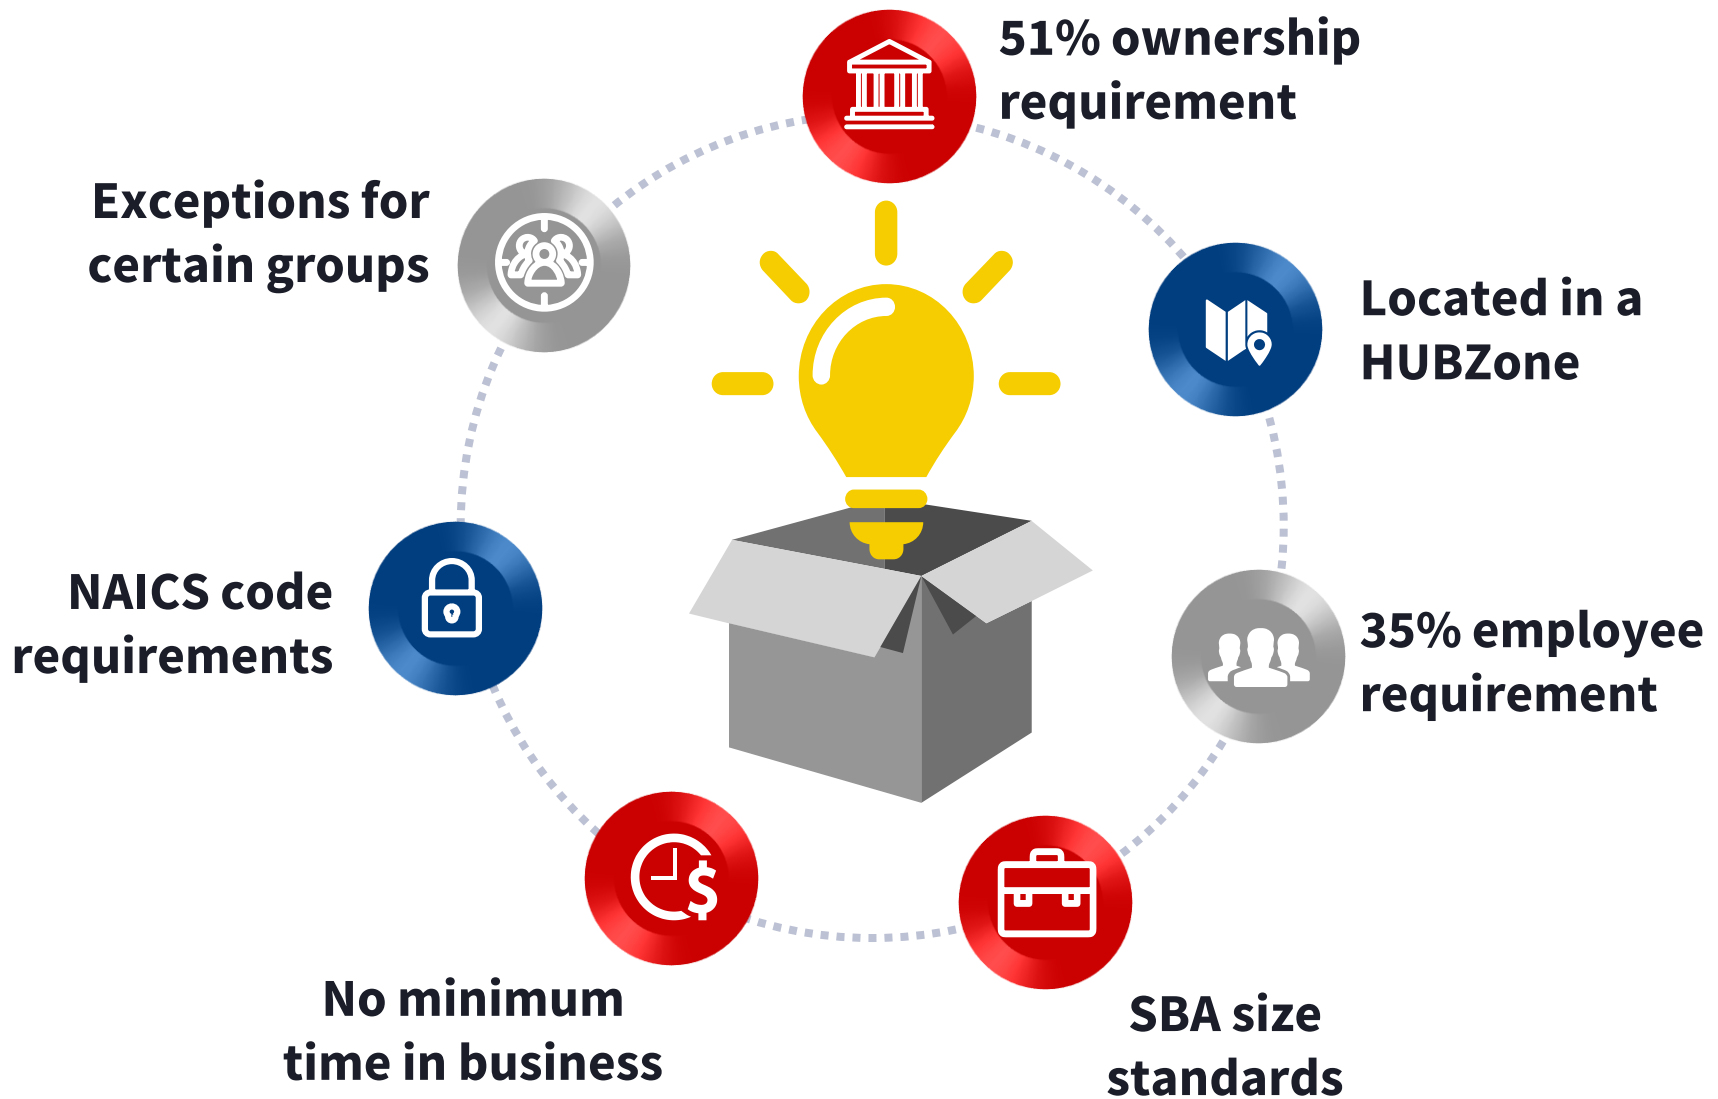 51% ownership
requirement
Located in a
HUBZone
35% employee
requirement
SBA size
standards
No minimum
time in business
NAICS code
requirements
Exceptions for
certain groups
$